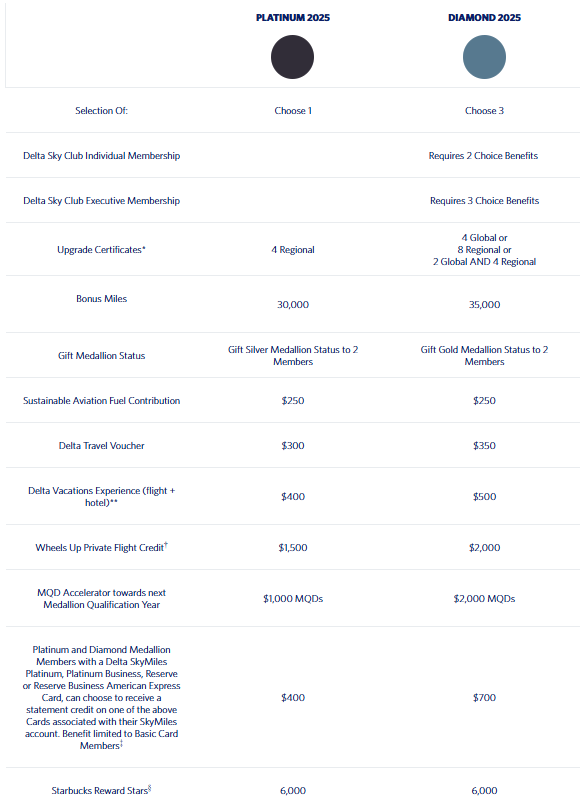 PLATINUM 2025 DIAMOND 2025
Selection Of: Choose 1 Choose 3
Delta Sky Club Individual Membership Requires 2 Choice Benefits
Delta Sky Club Executive Membership Requires 3 Choice Benefits
Upgrade Certificates* 4 Regional
4 Global or
8 Regional or
2 Global AND 4 Regional
Bonus Miles 30,000 35,000
Gift Medallion Status
Gift Silver Medallion Status to 2
Members
Gift Gold Medallion Status to 2
Members
Sustainable Aviation Fuel Contribution $250 $250
Delta Travel Voucher $300 $350
Delta Vacations Experience (flight +
hotel)**
$400 $500
Wheels Up Private Flight Credit† $1,500 $2,000
MQD Accelerator towards next
Medallion Qualification Year
$1,000 MQDs $2,000 MQDs
Platinum and Diamond Medallion
Members with a Delta SkyMiles
Platinum, Platinum Business, Reserve
or Reserve Business American Express
Card, can choose to receive a
statement credit on one of the above
Cards associated with their SkyMiles
account. Benefit limited to Basic Card
Members‡
$400 $700
Starbucks Reward Stars§ 6,000 6,000